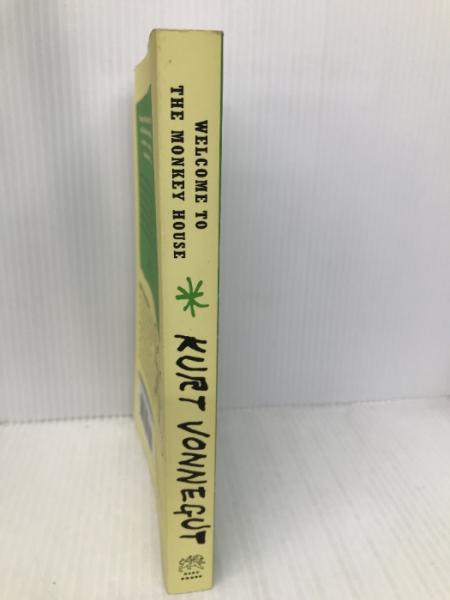 WELCOME TO
THE MONKEY HOUSE
KURT VONNEGUT